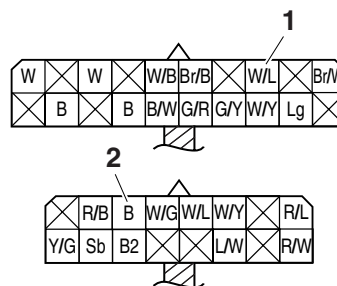 1
W W W/B Br/B W/L Br/W
B B B/W G/R G/Y W/Y Lg
2
R/B B W/G W/L W/Y R/L
Y/G Sb B2 L/W R/W